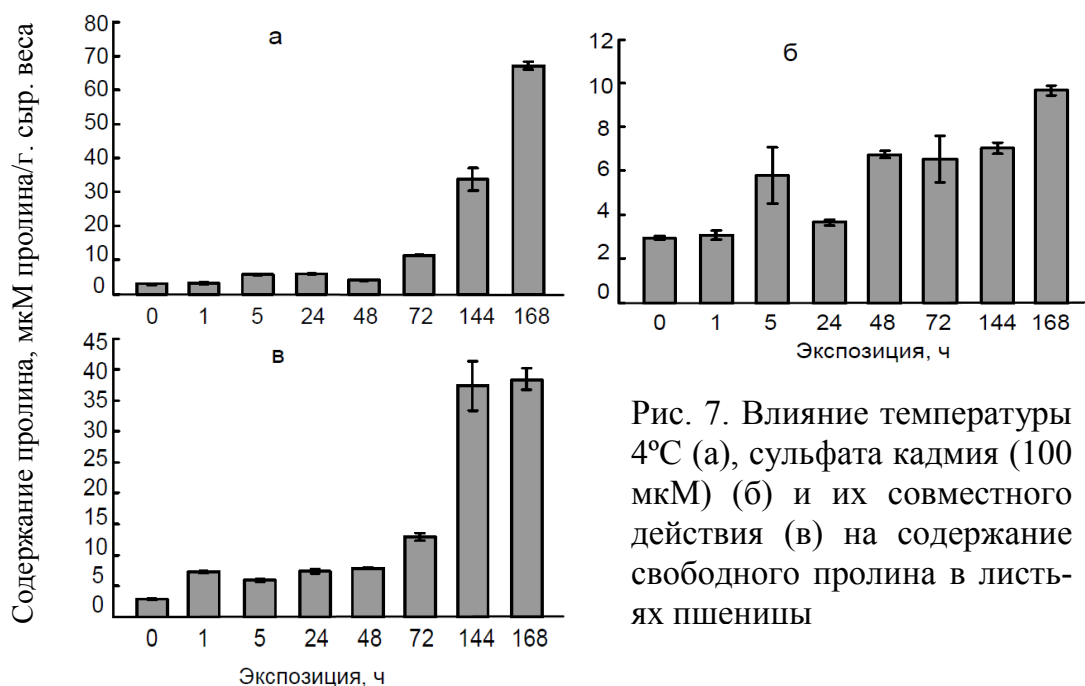 Содержание пролина, мкМ пролина/г. сыр. веса
а
80
70
60
50
40
30
20
10
0
0 1 5 24 48 72 144 168
б
12
10
8
6
4
2
0
0 1 5 24 48 72 144 168
Экспозиция, ч
в
45
40
35
30
25
20
15
10
5
0
0 1 5 24 48 72 144 168
Экспозиция, ч
Рис. 7. Влияние температуры
4ºС (а), сульфата кадмия (100
мкМ) (б) и их совместного
действия (в) на содержание
свободного пролина в листь-
ях пшеницы